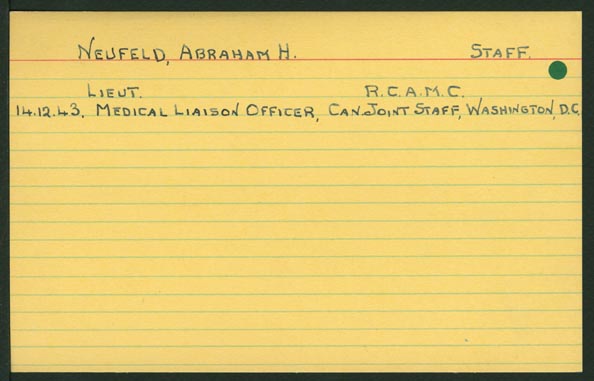 NEUFELD, ABRAHAM H. STAFF.
LIEUT. R.C.A.M.C.
14.12.43. MEDICAL LIAISON OFFICER, CAN. JOINT STAFF, WASHINGTON, D.C.